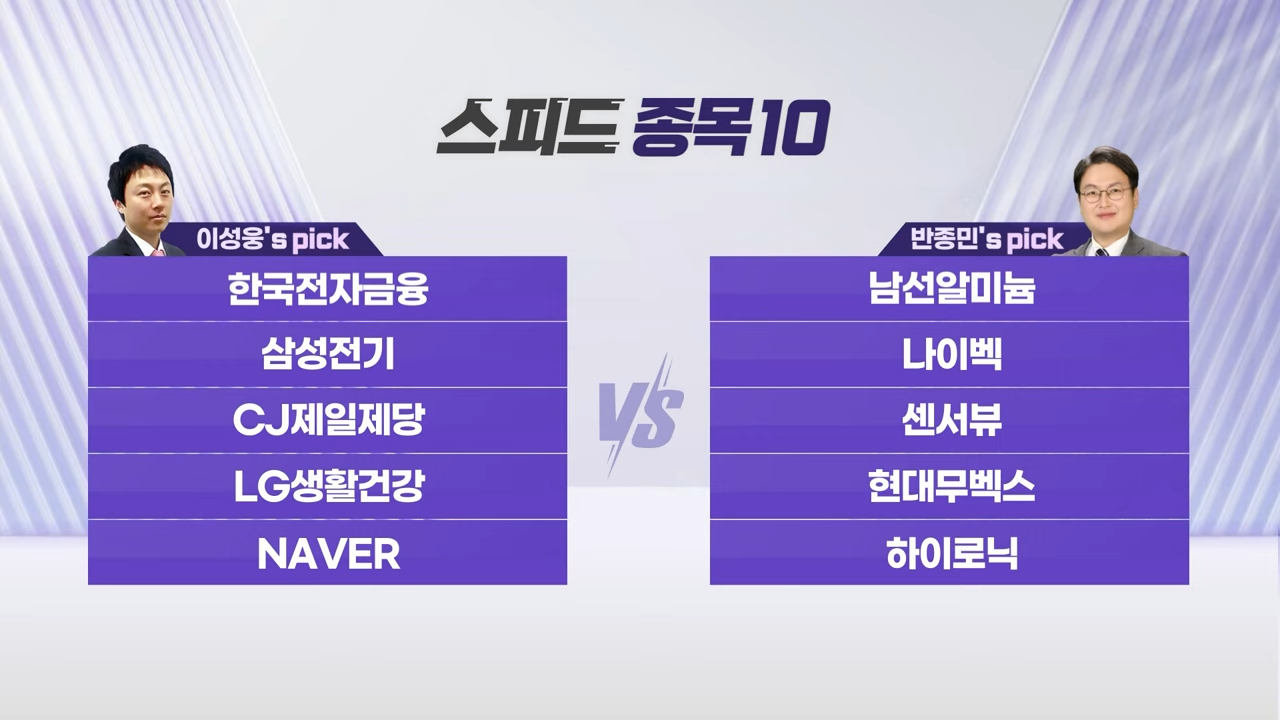 스피드 종목10
이성웅's pick
한국전자금융
삼성전기
CJ제일제당
LG생활건강
NAVER
VS
반종민's pick
남선알미늄
나이벡
센서뷰
현대무벡스
하이로닉